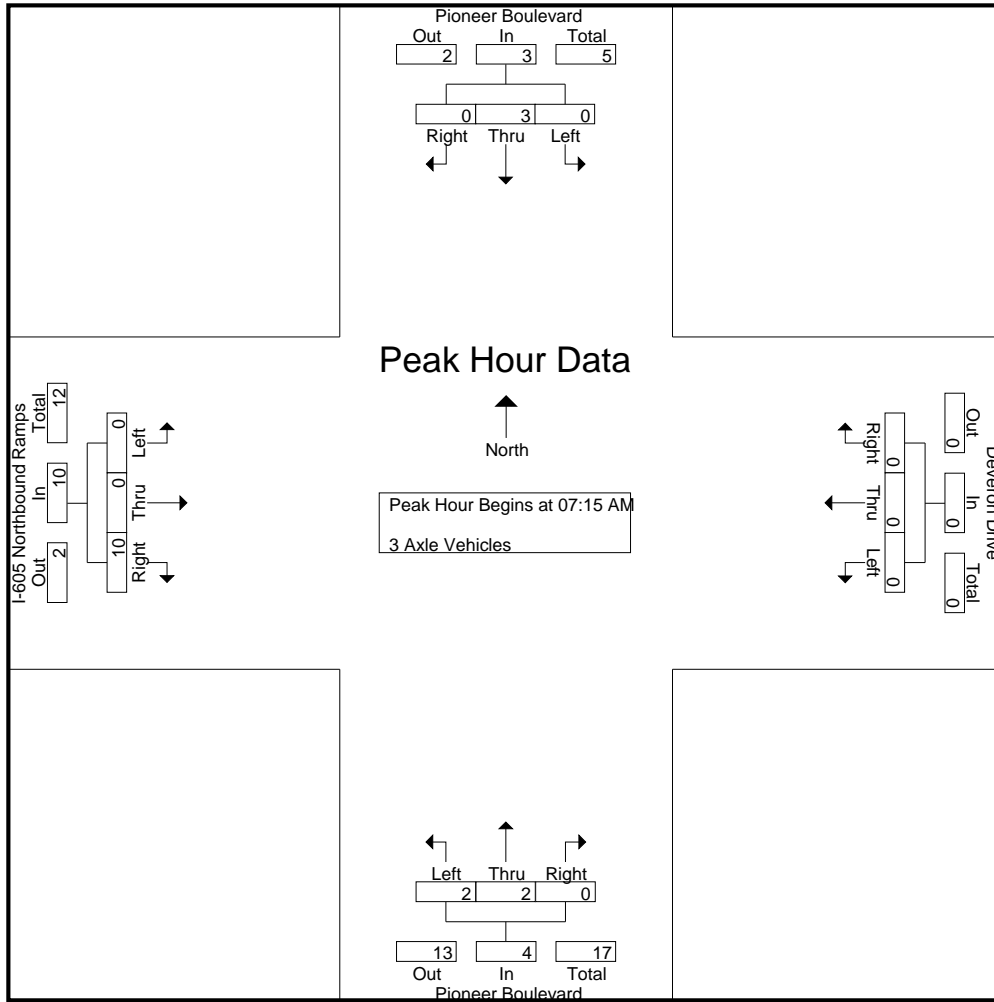 Pioneer Boulevard
Out In Total
2 3 5
0 3 0
Right Thru Left
Peak Hour Data
North
Peak Hour Begins at 07:15 AM
3 Axle Vehicles
I-605 Northbound Ramps
Out In Total
2 10 12
0 0 10
Left Thru Right
Right Thru Left
0 0 0
Out In Total
0 0 0
Deveron Drive
Left Thru Right
2 2 0
13 4 17
Out In Total
Pioneer Boulevard